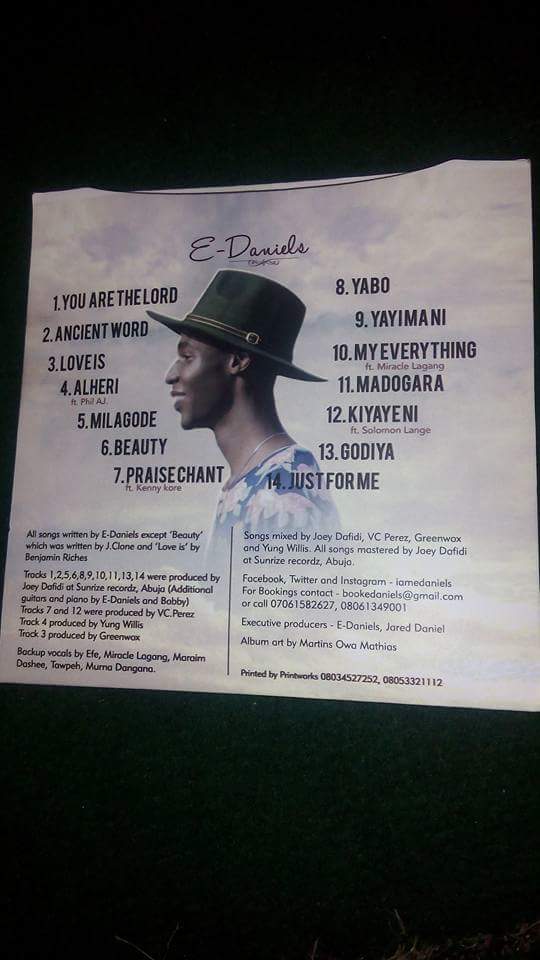 E-Daniels
1. YOU ARE THE LORD
2. ANCIENT WORD
3. LOVE IS
4. ALHERI
ft. Phil AJ.
5. MILAGODE
6. BEAUTY
7. PRAISE CHANT
ft. Kenny kore
8. YABO
9. YAYIMANI
10. MY EVERYTHING
ft. Miracle Lagang
11. MADOGARA
12. KIYAYENI
ft. Solomon Lange
13. GODIYA
14. JUST FOR ME
All songs written by E-Daniels except 'Beauty'
which was written by J.Clone and 'Love is' by
Benjamin Riches
Tracks 1,2,5,6,8,9,10,11,13,14 were produced by
Joey Dafidi at Sunrize recordz, Abuja (Additional
guitars and piano by E-Daniels and Bobby)
Tracks 7 and 12 were produced by VC.Perez
Track 4 produced by Yung Willis
Track 3 produced by Greenwox
Backup vocals by Efe, Miracle Lagang, Maraim
Dashee, Tawpeh, Murna Dangana.
Songs mixed by Joey Dafidi, VC Perez, Greenwox
and Yung Willis. All songs mastered by Joey Dafidi
at Sunrize recordz, Abuja.
Facebook, Twitter and Instagram - iamedaniels
For Bookings contact - bookedaniels@gmail.com
or call 07061582627, 08061349001
Executive producers - E-Daniels, Jared Daniel
Album art by Martins Owa Mathias
Printed by Printworks 08034527252, 08053321112